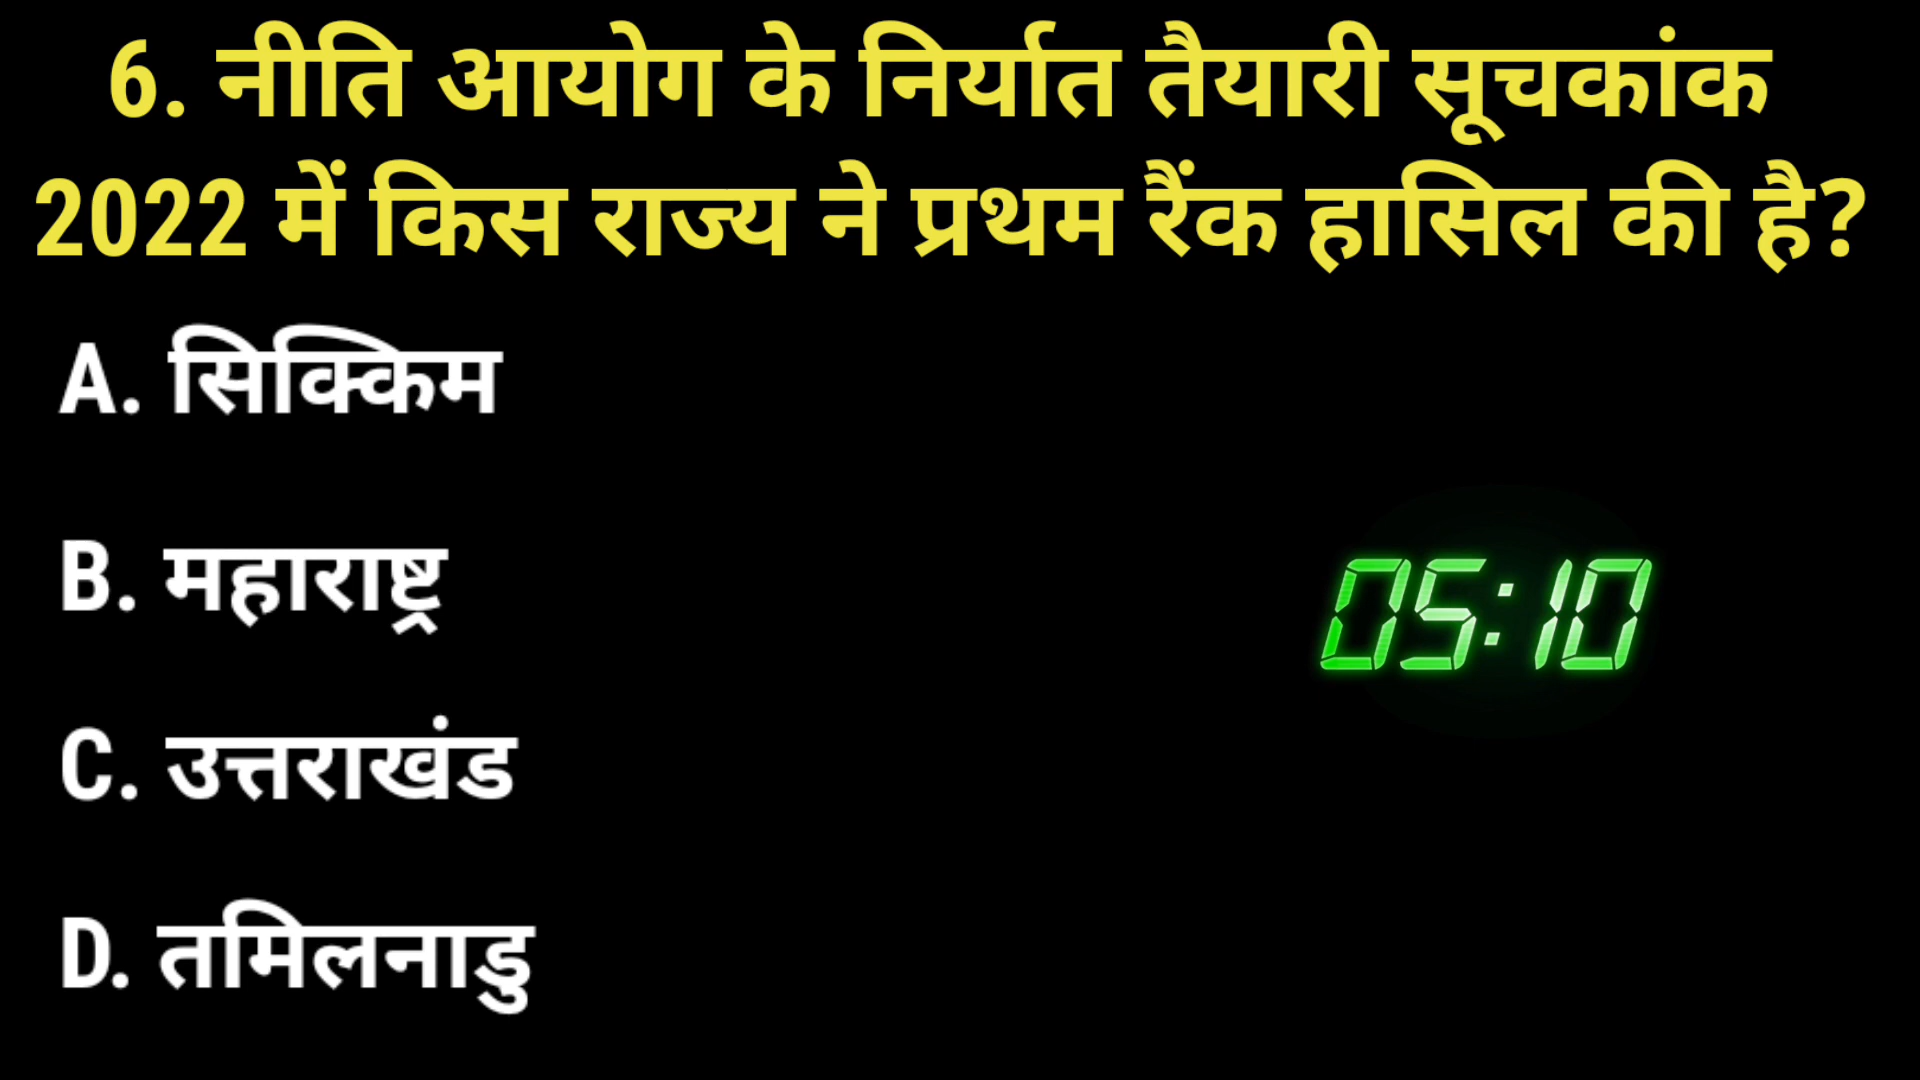 6. नीति आयोग के निर्यात तैयारी सूचकांक
2022 में किस राज्य ने प्रथम रैंक हासिल की है?
A. सिक्किम
B. महाराष्ट्र
05:10
C. उत्तराखंड
D. तमिलनाडु